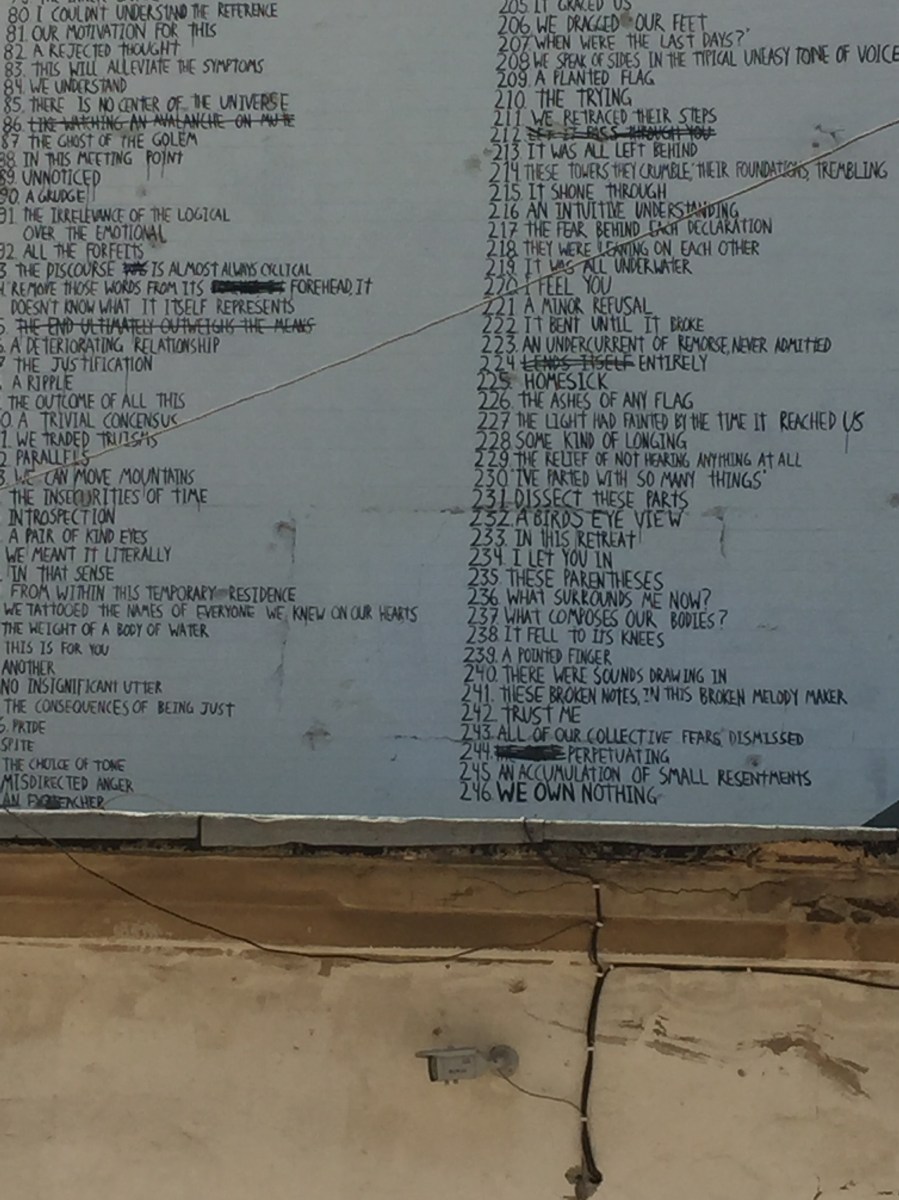 80 I COULDN'T UNDERSTAND THE REFERENCE
81. OUR MOTIVATION FOR THIS
82. A REJECTED THOUGHT
83. THIS WILL ALLEVIATE THE SYMPTOMS
84. WE UNDERSTAND
85. THERE IS NO CENTER OF THE UNIVERSE
86. LIKE WATCHING AN AVALANCHE ON MUTE
87 THE GHOST OF THE GOLEM
88. IN THIS MEETING POINT
89. UNNOTICED
90. A GRUDGE
91 THE IRRELEVANCE OF THE LOGICAL
OVER THE EMOTIONAL
92 ALL THE FORFEITS
3 THE DISCOURSE IS ALMOST ALWAYS CYCLICAL
REMOVE THOSE WORDS FROM ITS FOREHEAD, IT
DOESN'T KNOW WHAT IT ITSELF REPRESENTS
THE END ULTIMATELY OUTWEIGHS THE MEANS
A DETERIORATING RELATIONSHIP
THE JUSTIFICATION
A RIPPLE
THE OUTCOME OF ALL THIS
0. A TRIVIAL CONCENSUS
1. WE TRADED TRUISMS
2 PARALLELS
3. WE CAN MOVE MOUNTAINS
THE INSECURITIES OF TIME
INTROSPECTION
A PAIR OF KIND EYES
WE MEANT IT LITERALLY
IN THAT SENSE
FROM WITHIN THIS TEMPORARY RESIDENCE
WE TATTOOED THE NAMES OF EVERYONE WE KNEW ON OUR HEARTS
THE WEIGHT OF A BODY OF WATER
THIS IS FOR YOU
ANOTHER
NO INSIGNIFICANT UTTER
THE CONSEQUENCES OF BEING JUST
PRIDE
SPITE
THE CHOICE OF TONE
MISDIRECTED ANGER
AN
205 IT GRACED US
206 WE DRAGGED OUR FEET
207 WHEN WERE THE LAST DAYS?
208 WE SPEAK OF SIDES IN THE TYPICAL UNEASY TONE OF VOICE
209. A PLANTED FLAG
210. THE TRYING
211. WE RETRACED THEIR STEPS
212 LET IT PASS THROUGH YOU
213 IT WAS ALL LEFT BEHIND
214 THESE TOWERS THEY CRUMBLE, THEIR FOUNDATIONS, TREMBLING
215. IT SHONE THROUGH
216 AN INTUITIVE UNDERSTANDING
217 THE FEAR BEHIND EACH DECLARATION
218. THEY WERE LEANING ON EACH OTHER
219. IT WAS ALL UNDERWATER
220. I FEEL YOU
221 A MINOR REFUSAL
222 IT BENT UNTIL IT BROKE
223. AN UNDERCURRENT OF REMORSE, NEVER ADMITTED
224 LENDS ITSELF ENTIRELY
225. HOMESICK
226. THE ASHES OF ANY FLAG
227 THE LIGHT HAD FAINTED BY THE TIME IT REACHED US
228. SOME KIND OF LONGING
229 THE RELIEF OF NOT HEARING ANYTHING AT ALL
230 I'VE PARTED WITH SO MANY THINGS
231. DISSECT THESE PARTS
232. A BIRDS EYE VIEW
233. IN THIS RETREAT
234. I LET YOU IN
235. THESE PARENTHESES
236. WHAT SURROUNDS ME NOW?
237 WHAT COMPOSES OUR BODIES?
238. IT FELL TO ITS KNEES
239. A POINTED FINGER
240. THERE WERE SOUNDS DRAWING IN
241. THESE BROKEN NOTES, IN THIS BROKEN MELODY MAKER
242. TRUST ME
243. ALL OF OUR COLLECTIVE FEARS DISMISSED
244. PERPETUATING
245 AN ACCUMULATION OF SMALL RESENTMENTS
246. WE OWN NOTHING